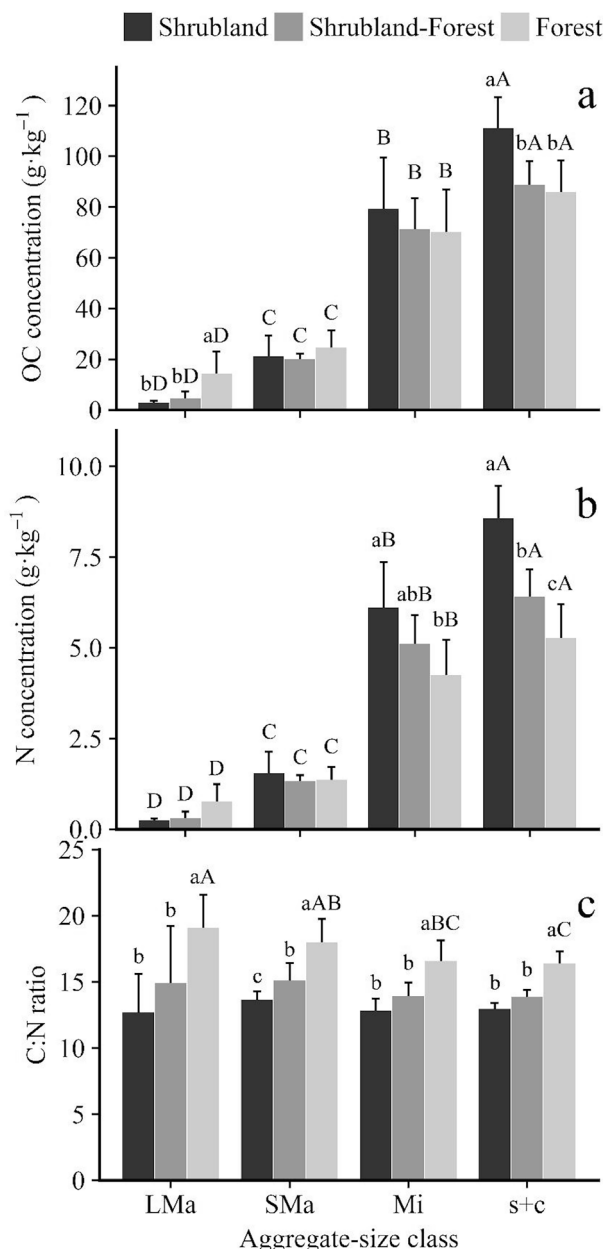 Shrubland Shrubland-Forest Forest
a
OC concentration (g·kg⁻¹)
120
100
80
60
40
20
0
bD bD aD
C C C
B B B
aA bA bA
b
N concentration (g·kg⁻¹)
10.0
7.5
5.0
2.5
0.0
D D D
C C C
aB abB bB
aA bA cA
c
C:N ratio
25
20
15
10
5
0
b b aA
c b aAB
b b aBC
b b aC
LMa SMa Mi s+c
Aggregate-size class